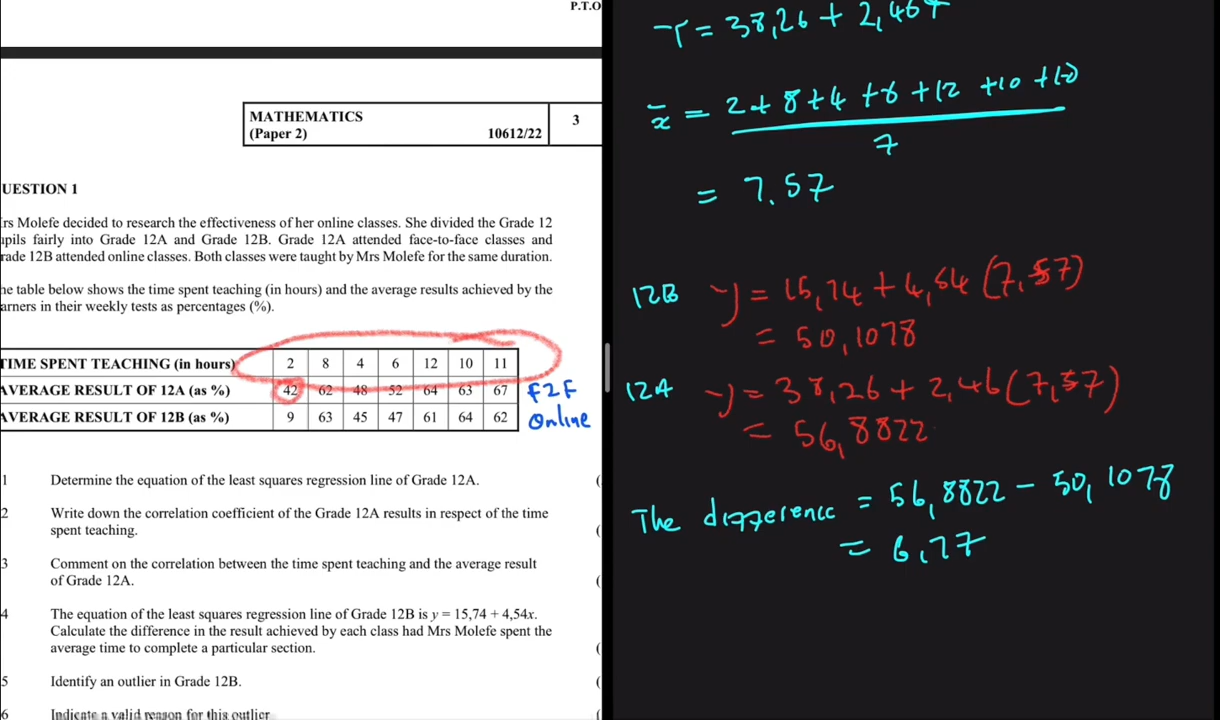 P.T.O
MATHEMATICS
(Paper 2) 10612/22 3
UESTION 1
rs Molefe decided to research the effectiveness of her online classes. She divided the Grade 12
upils fairly into Grade 12A and Grade 12B. Grade 12A attended face-to-face classes and
rade 12B attended online classes. Both classes were taught by Mrs Molefe for the same duration.
he table below shows the time spent teaching (in hours) and the average results achieved by the
arners in their weekly tests as percentages (%).
TIME SPENT TEACHING (in hours) 2 8 4 6 12 10 11
AVERAGE RESULT OF 12A (as %) 42 62 48 52 64 63 67 F2F
AVERAGE RESULT OF 12B (as %) 9 63 45 47 61 64 62 Online
1 Determine the equation of the least squares regression line of Grade 12A. (
2 Write down the correlation coefficient of the Grade 12A results in respect of the time
spent teaching. (
3 Comment on the correlation between the time spent teaching and the average result
of Grade 12A. (
4 The equation of the least squares regression line of Grade 12B is y = 15,74 + 4,54x.
Calculate the difference in the result achieved by each class had Mrs Molefe spent the
average time to complete a particular section. (
5 Identify an outlier in Grade 12B. (
6 Indicate a valid reason for this outlier (
= 38,26 + 2,46
x̄ = 2 + 8 + 4 + 6 + 12 + 10 +
7
= 7.57
12B y = 15,74 + 4,54 (7,57)
= 50,1078
12A y = 38,26 + 2,46 (7,57)
= 56,8822
The difference = 56,8822 - 50,1078
= 6,77